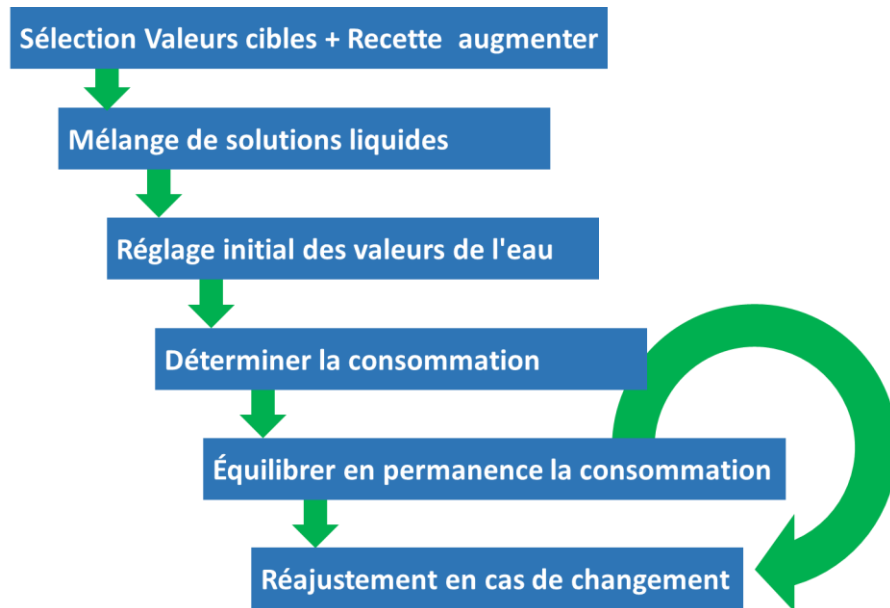 Sélection Valeurs cibles + Recette augmenter
Mélange de solutions liquides
Réglage initial des valeurs de l'eau
Déterminer la consommation
Équilibrer en permanence la consommation
Réajustement en cas de changement